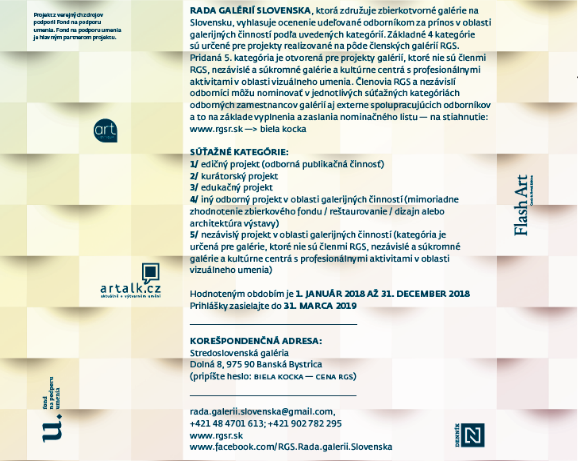 Projekt z verejných zdrojov
podporil Fond na podporu
umenia. Fond na podporu umenia
je hlavným partnerom projektu.
RADA GALÉRIÍ SLOVENSKA, ktorá združuje zbierkotvorné galérie na
Slovensku, vyhlasuje ocenenie udeľované odborníkom za prínos v oblasti
galerijných činností podľa uvedených kategórií. Základné 4 kategórie
sú určené pre projekty realizované na pôde členských galérií RGS.
Pridaná 5. kategória je otvorená pre projekty galérií, ktoré nie sú členmi
RGS, nezávislé a súkromné galérie a kultúrne centrá s profesionálnymi
aktivitami v oblasti vizuálneho umenia. Členovia RGS a nezávislí
odborníci môžu nominovať v jednotlivých súťažných kategóriách
odborných zamestnancov galérií aj externe spolupracujúcich odborníkov
a to na základe vyplnenia a zaslania nominačného listu — na stiahnutie:
www.rgsr.sk —> biela kocka
art
SÚŤAŽNÉ KATEGÓRIE:
1/ edičný projekt (odborná publikačná činnosť)
2/ kurátorský projekt
3/ edukačný projekt
4/ iný odborný projekt v oblasti galerijných činností (mimoriadne
zhodnotenie zbierkového fondu / reštaurovanie / dizajn alebo
architektúra výstavy)
5/ nezávislý projekt v oblasti galerijných činností (kategória je
určená pre galérie, ktoré nie sú členmi RGS, nezávislé a súkromné
galérie a kultúrne centrá s profesionálnymi aktivitami v oblasti
vizuálneho umenia)
Flash Art
artalk.cz
aktuálně o výtvarném umění
Hodnoteným obdobím je 1. JANUÁR 2018 AŽ 31. DECEMBER 2018
Prihlášky zasielajte do 31. MARCA 2019
KOREŠPONDENČNÁ ADRESA:
Stredoslovenská galéria
Dolná 8, 975 90 Banská Bystrica
(pripíšte heslo: BIELA KOCKA — CENA RGS)
u.
fond
na podporu
umenia
rada.galerii.slovenska@gmail.com,
+421 48 4701 613; +421 902 782 295
www.rgsr.sk
www.facebook.com/RGS.Rada.galerii.Slovenska
DENNÍK
N